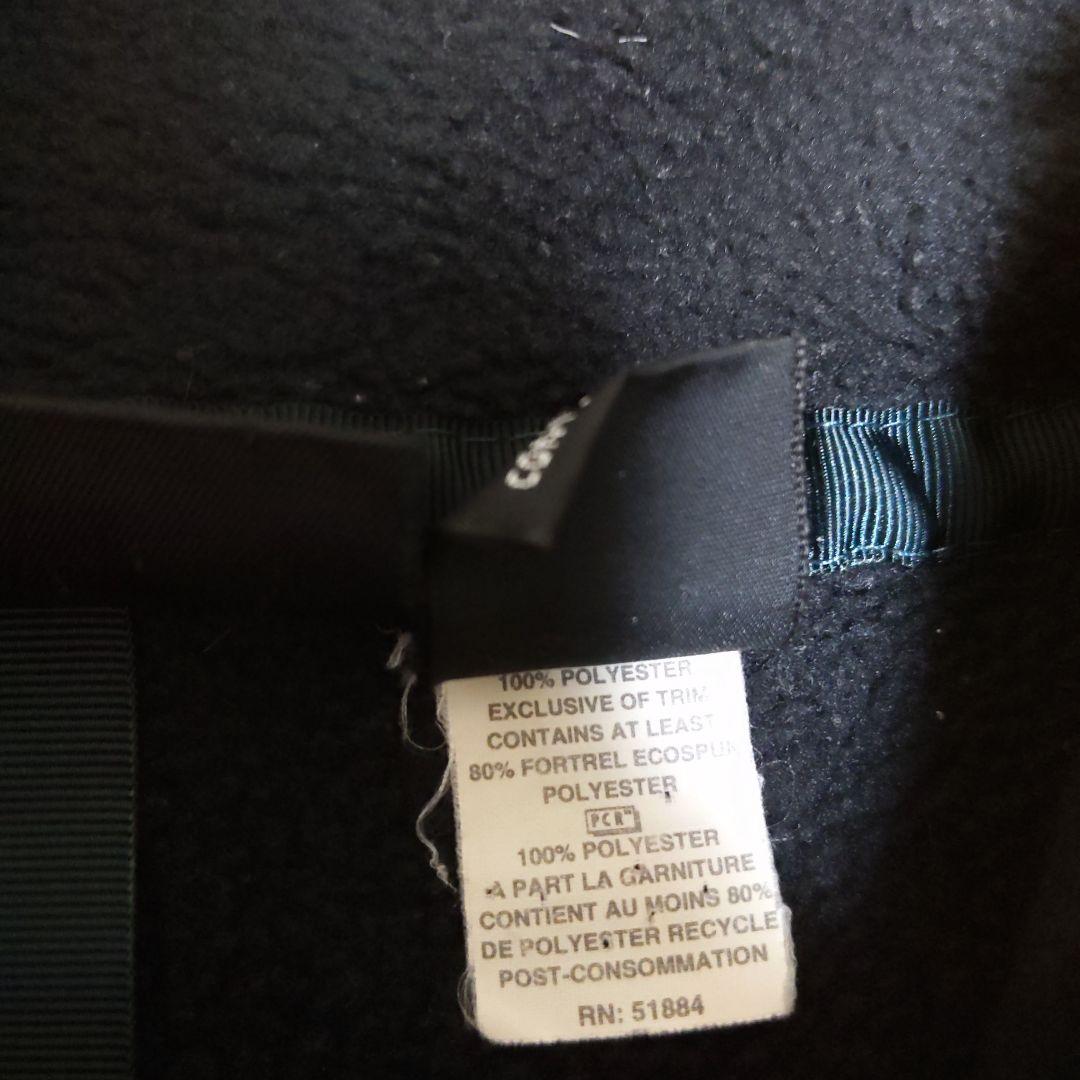 100% POLYESTER
EXCLUSIVE OF TRIM
CONTAINS AT LEAST
80% FORTREL ECOSPUN
POLYESTER
PCR™
100% POLYESTER
A PART LA GARNITURE
CONTIENT AU MOINS 80%
DE POLYESTER RECYCLE
POST-CONSOMMATION
RN: 51884